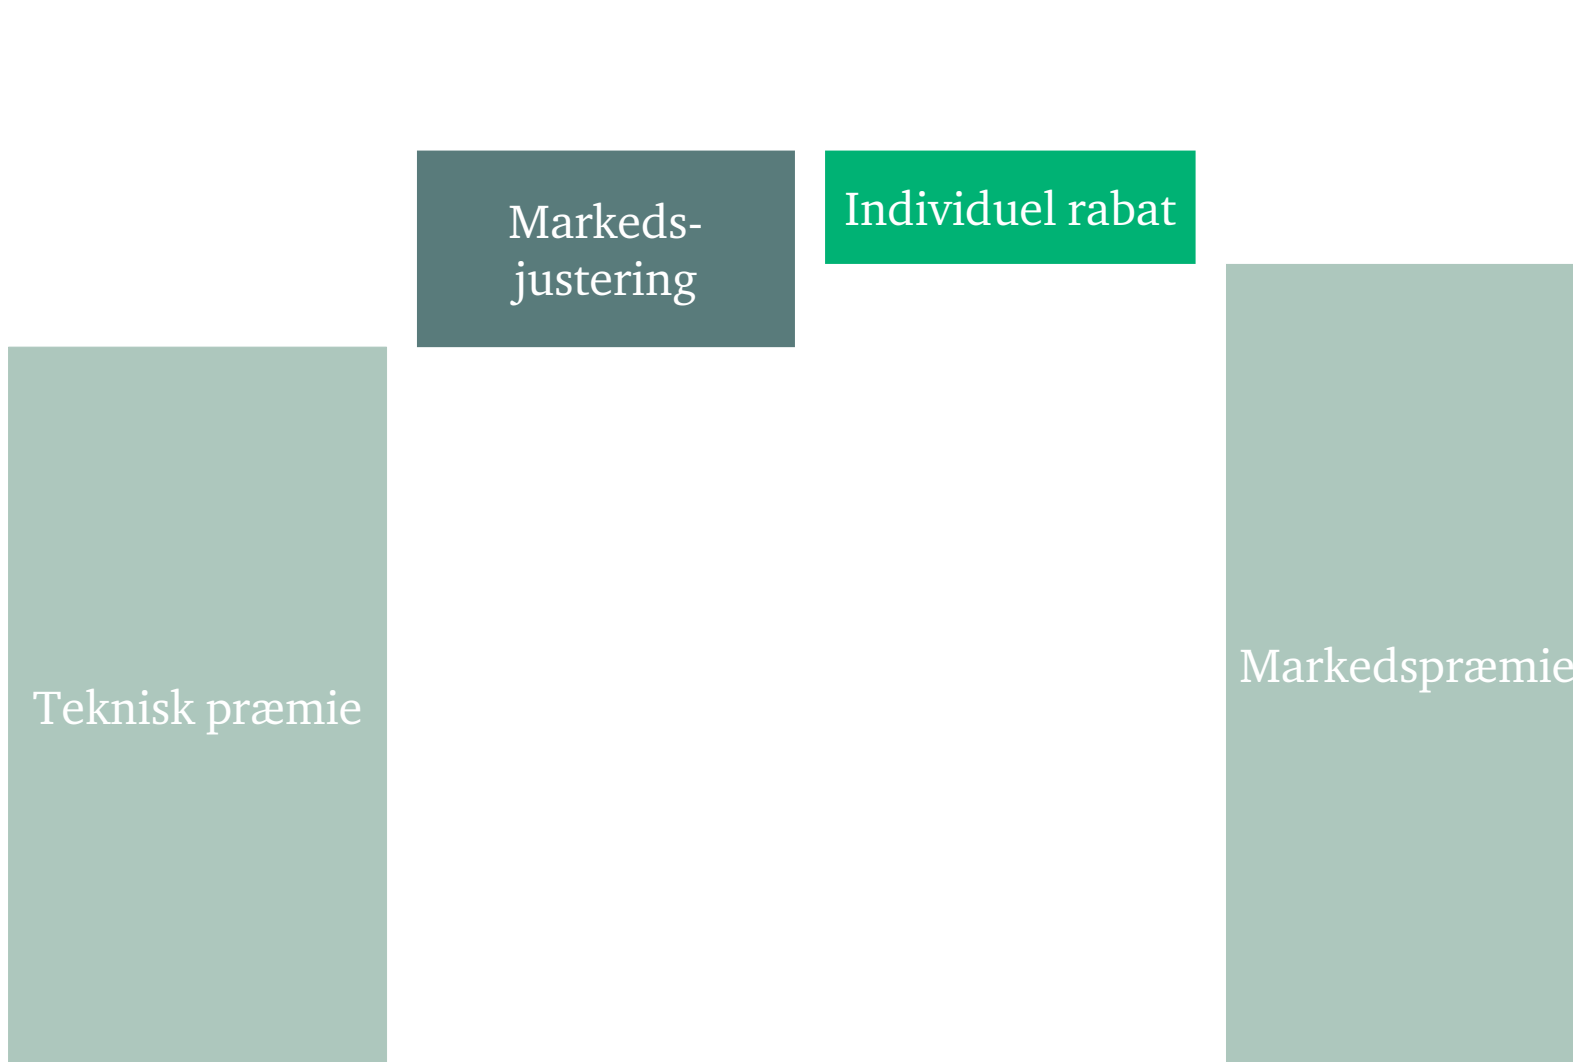 Markeds-
justering
Individuel rabat
Teknisk præmie
Markedspræmie